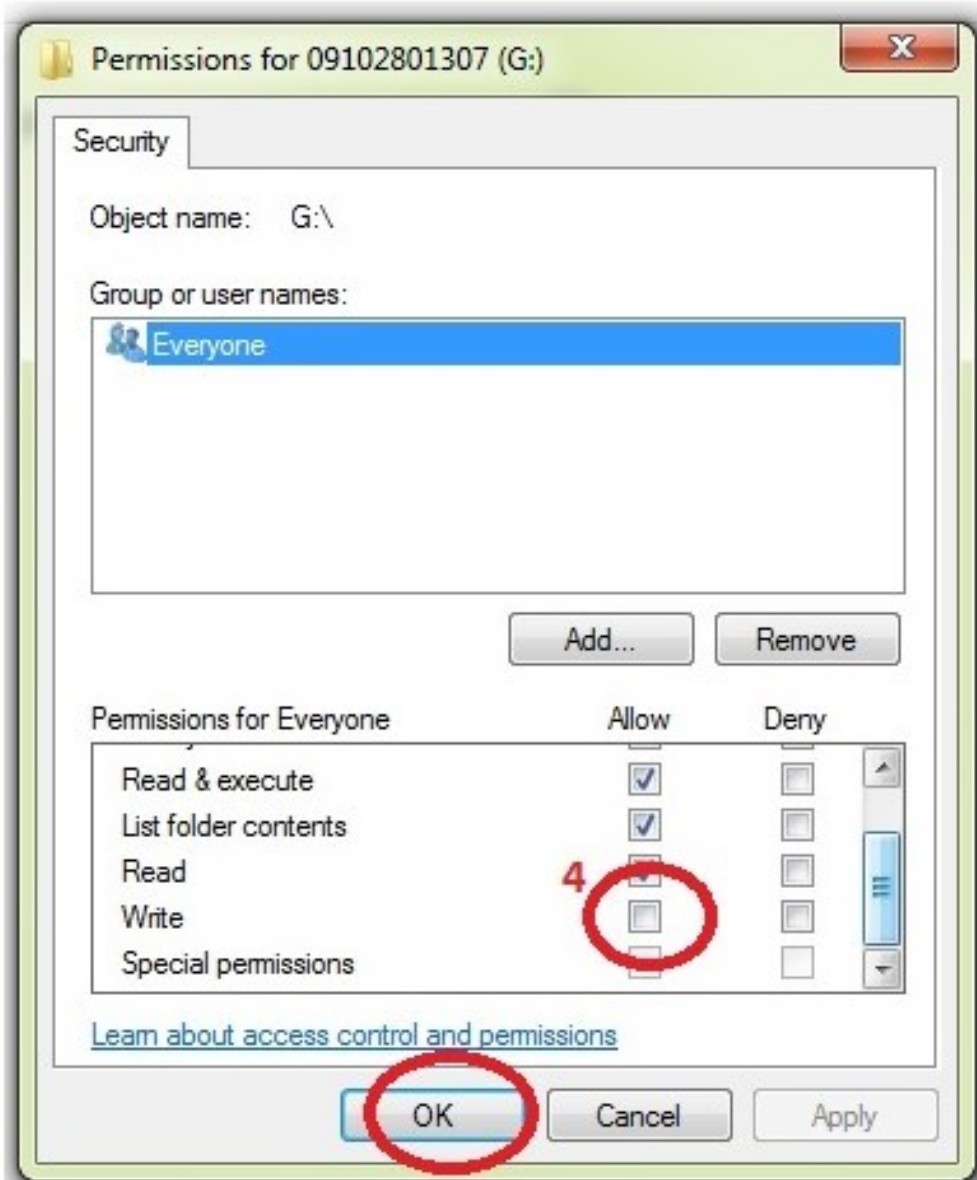 Permissions for 09102801307 (G:)
Security
Object name: G:\
Group or user names:
Everyone
Add... Remove
Permissions for Everyone Allow Deny
Read & execute
List folder contents
Read 4
Write
Special permissions
Learn about access control and permissions
OK Cancel Apply